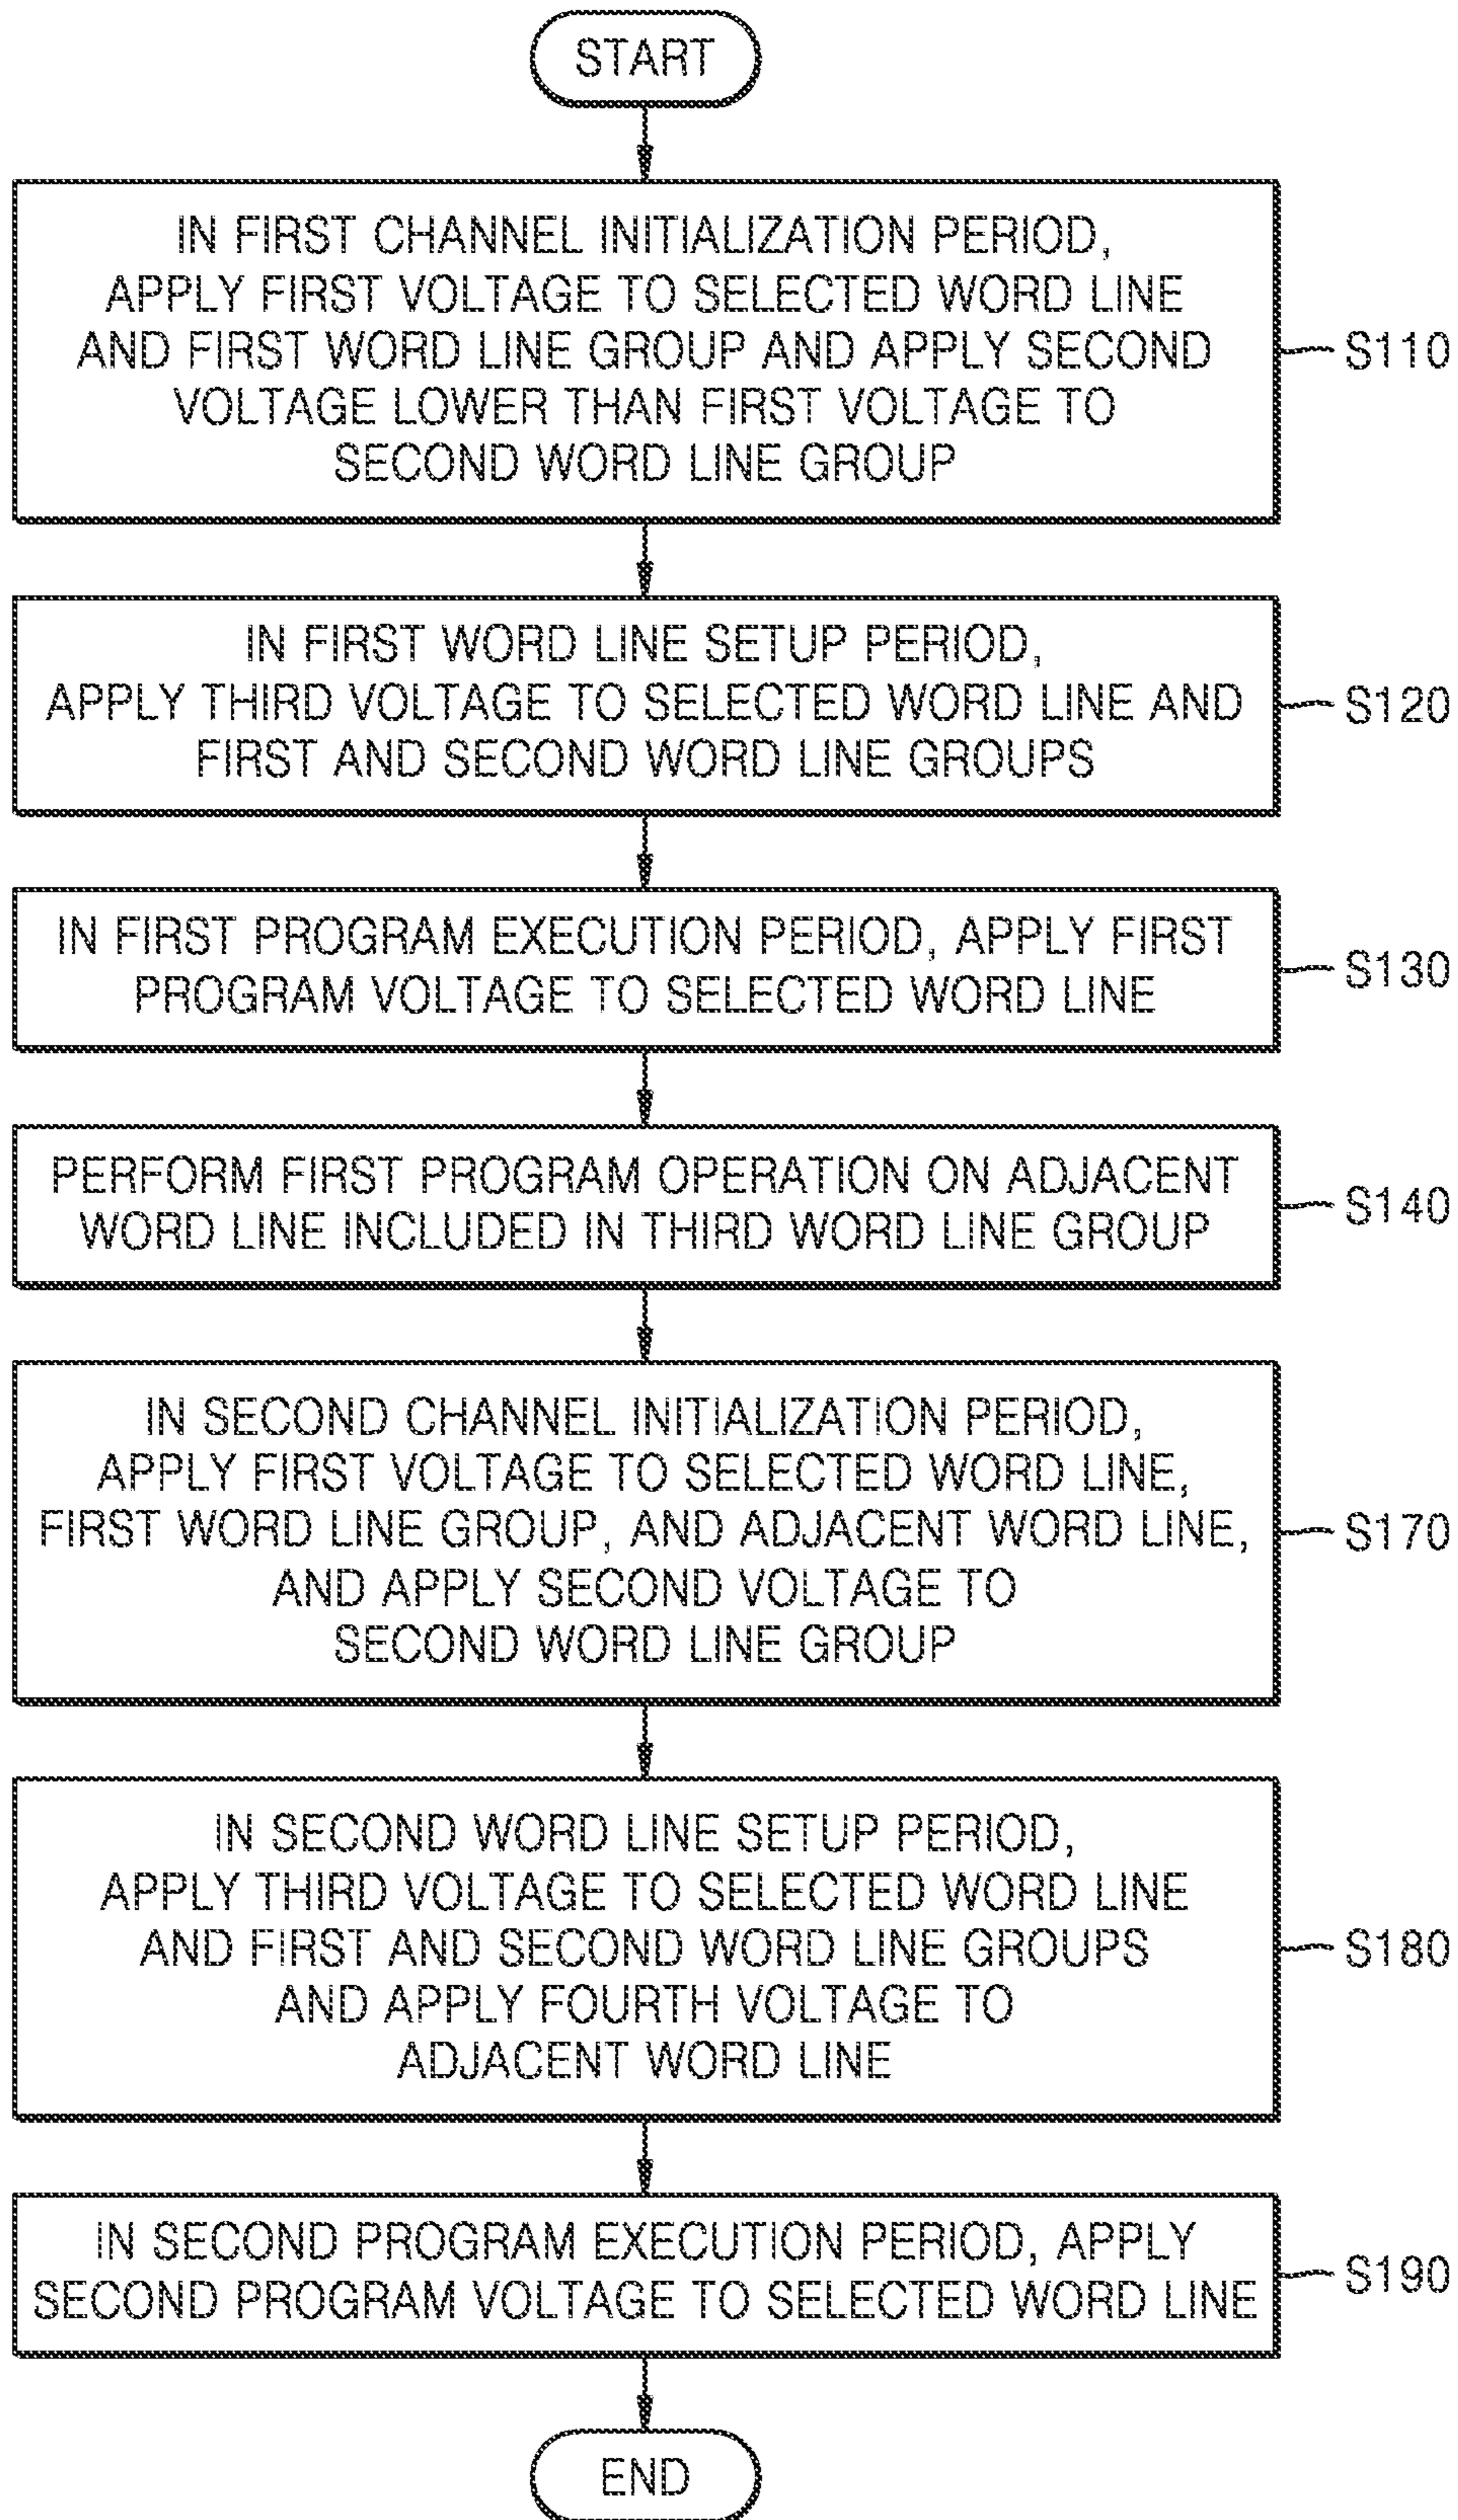 START
IN FIRST CHANNEL INITIALIZATION PERIOD,
APPLY FIRST VOLTAGE TO SELECTED WORD LINE
AND FIRST WORD LINE GROUP AND APPLY SECOND
VOLTAGE LOWER THAN FIRST VOLTAGE TO
SECOND WORD LINE GROUP
S110
IN FIRST WORD LINE SETUP PERIOD,
APPLY THIRD VOLTAGE TO SELECTED WORD LINE AND
FIRST AND SECOND WORD LINE GROUPS
S120
IN FIRST PROGRAM EXECUTION PERIOD, APPLY FIRST
PROGRAM VOLTAGE TO SELECTED WORD LINE
S130
PERFORM FIRST PROGRAM OPERATION ON ADJACENT
WORD LINE INCLUDED IN THIRD WORD LINE GROUP
S140
IN SECOND CHANNEL INITIALIZATION PERIOD,
APPLY FIRST VOLTAGE TO SELECTED WORD LINE,
FIRST WORD LINE GROUP, AND ADJACENT WORD LINE,
AND APPLY SECOND VOLTAGE TO
SECOND WORD LINE GROUP
S170
IN SECOND WORD LINE SETUP PERIOD,
APPLY THIRD VOLTAGE TO SELECTED WORD LINE
AND FIRST AND SECOND WORD LINE GROUPS
AND APPLY FOURTH VOLTAGE TO
ADJACENT WORD LINE
S180
IN SECOND PROGRAM EXECUTION PERIOD, APPLY
SECOND PROGRAM VOLTAGE TO SELECTED WORD LINE
S190
END